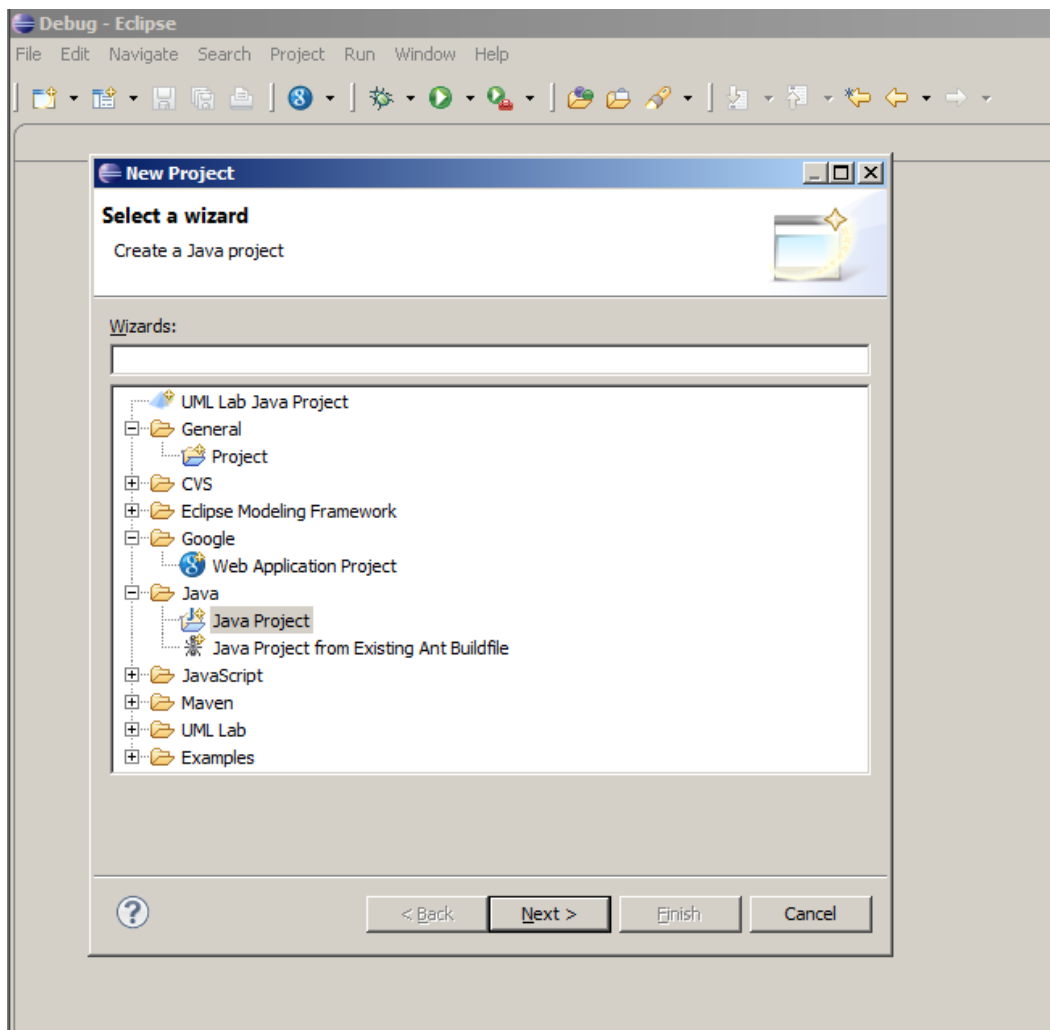 Debug - Eclipse
File Edit Navigate Search Project Run Window Help
New Project
Select a wizard
Create a Java project
Wizards:
UML Lab Java Project
General
Project
CVS
Eclipse Modeling Framework
Google
Web Application Project
Java
Java Project
Java Project from Existing Ant Buildfile
JavaScript
Maven
UML Lab
Examples
< Back Next > Finish Cancel